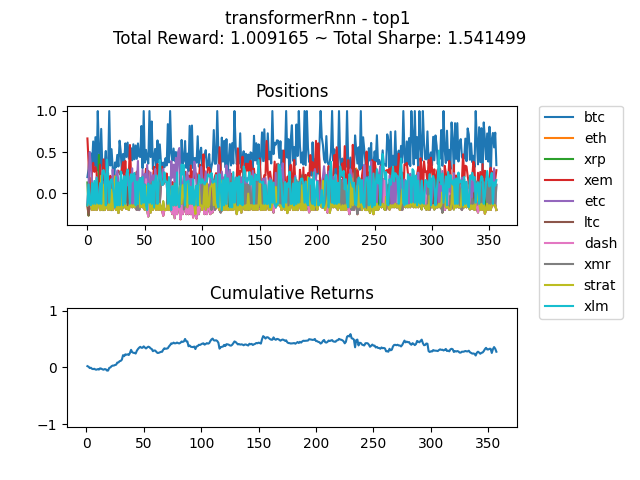 transformerRnn - top1
Total Reward: 1.009165 ~ Total Sharpe: 1.541499
Positions
1.0
0.5
0.0
0 50 100 150 200 250 300 350
btc
eth
xrp
xem
etc
ltc
dash
xmr
strat
xlm
Cumulative Returns
1
0
−1
0 50 100 150 200 250 300 350